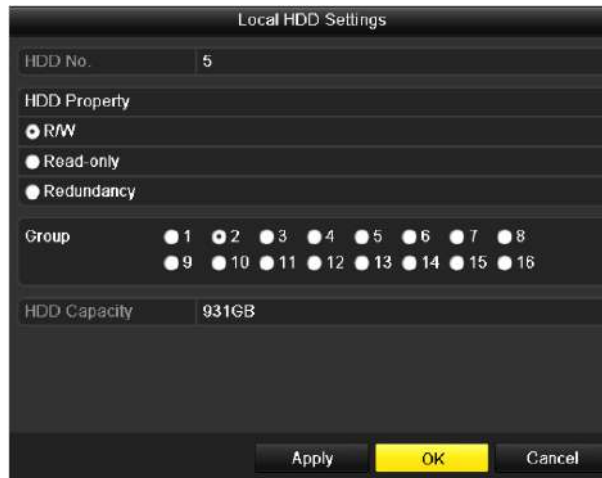 Local HDD Settings
HDD No. 5
HDD Property
R/W
Read-only
Redundancy
Group 1 2 3 4 5 6 7 8
9 10 11 12 13 14 15 16
HDD Capacity 931GB
Apply OK Cancel